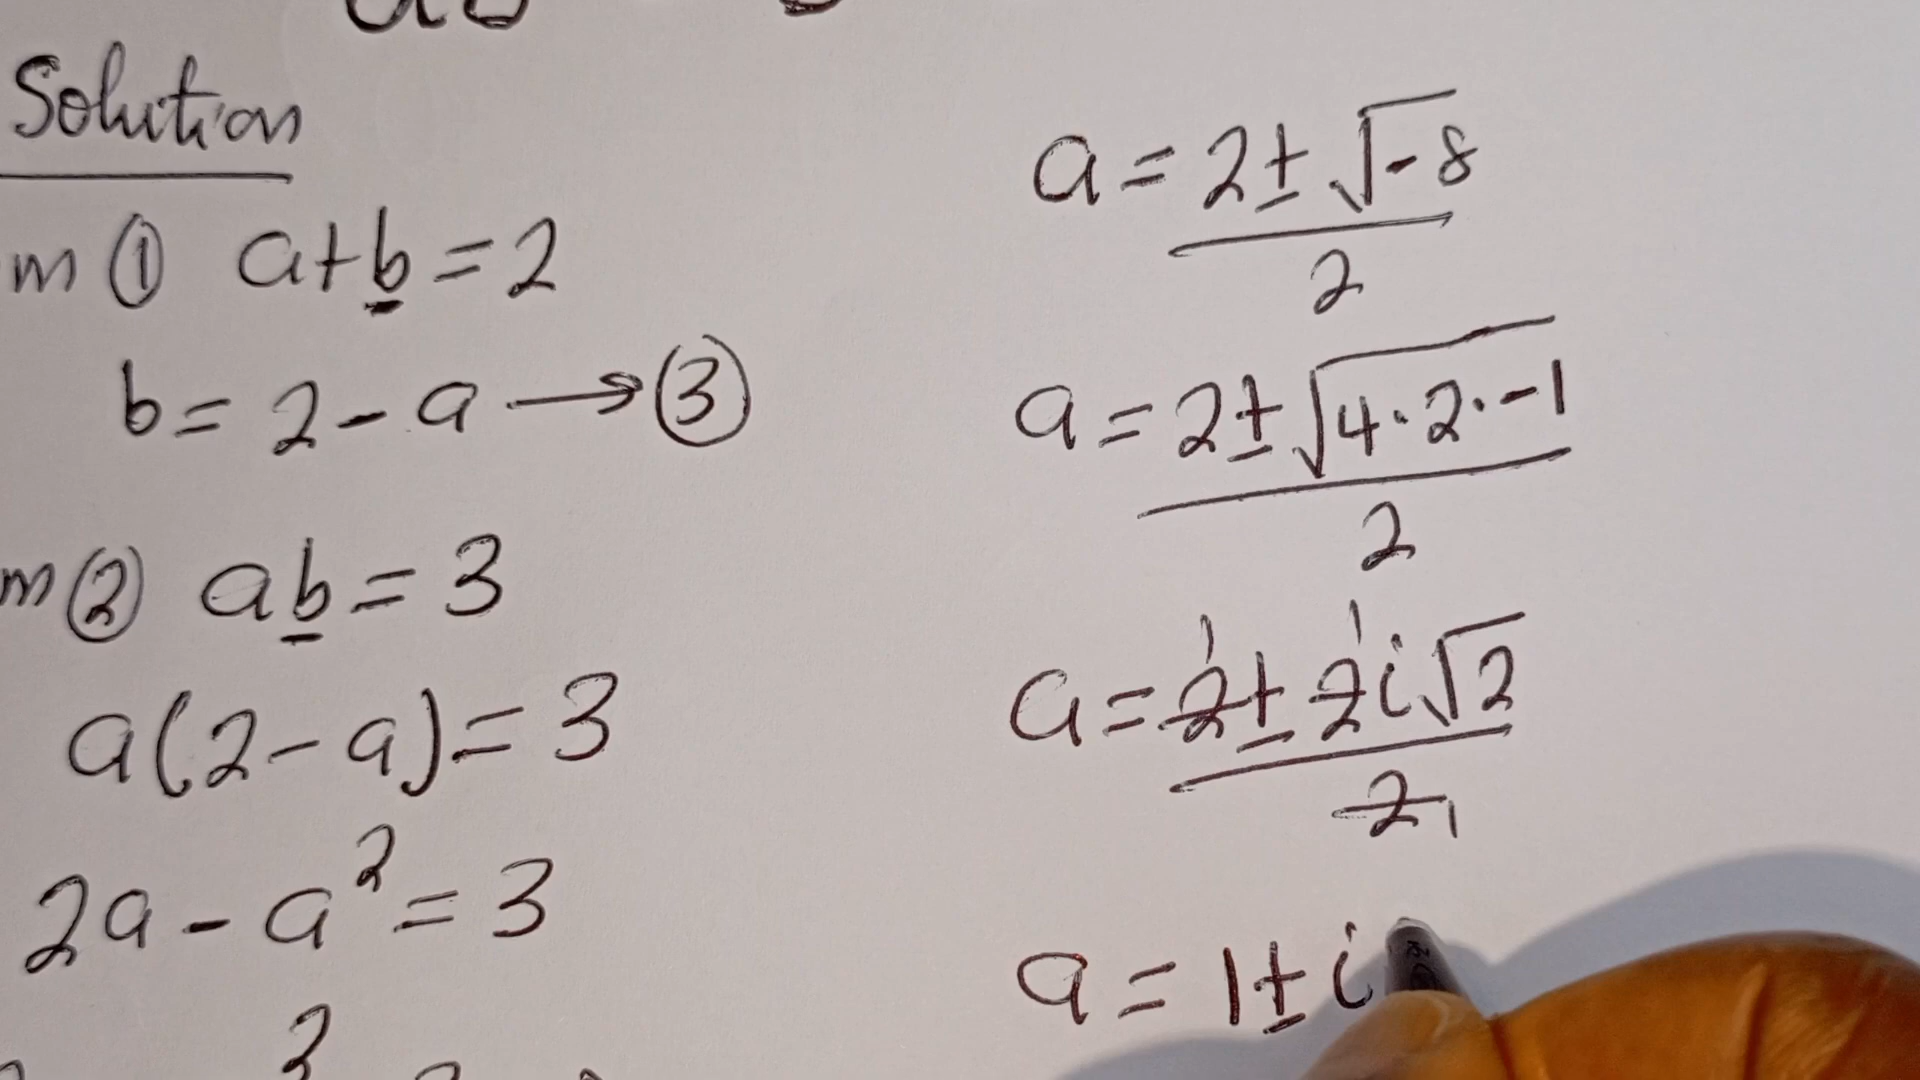 Solution
m ① a+b=2
b = 2 - a → ③
m ② ab = 3
a(2-a) = 3
2a - a² = 3
a = (2 ± √-8)/2
a = (2 ± √(4·2·-1))/2
a = (2 ± 2i√2)/2
a = 1 ± i